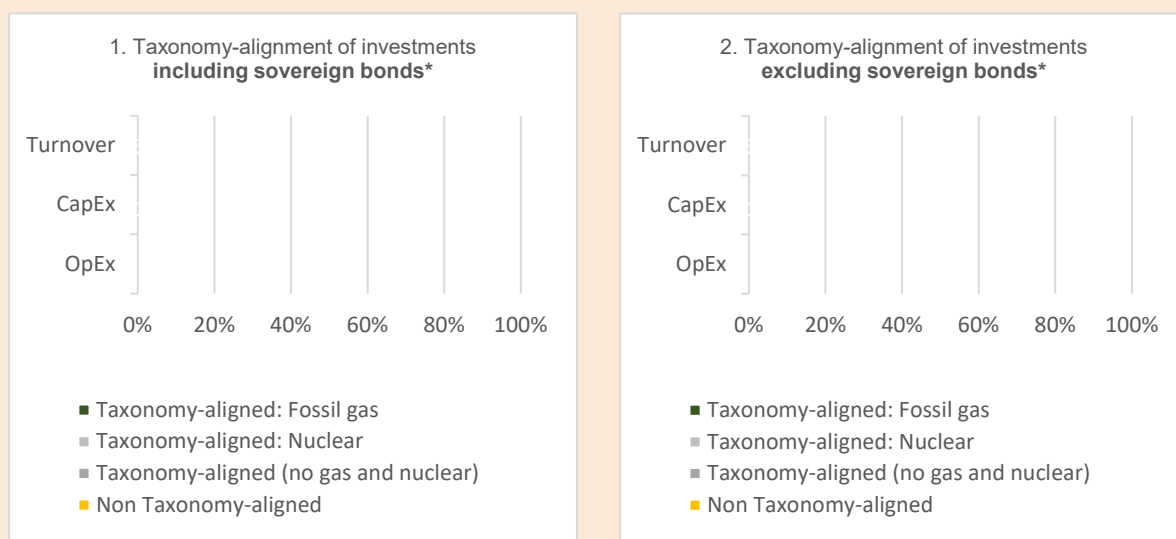 1. Taxonomy-alignment of investments
including sovereign bonds*
Turnover
CapEx
OpEx
0% 20% 40% 60% 80% 100%
Taxonomy-aligned: Fossil gas
Taxonomy-aligned: Nuclear
Taxonomy-aligned (no gas and nuclear)
Non Taxonomy-aligned
2. Taxonomy-alignment of investments
excluding sovereign bonds*
Turnover
CapEx
OpEx
0% 20% 40% 60% 80% 100%
Taxonomy-aligned: Fossil gas
Taxonomy-aligned: Nuclear
Taxonomy-aligned (no gas and nuclear)
Non Taxonomy-aligned